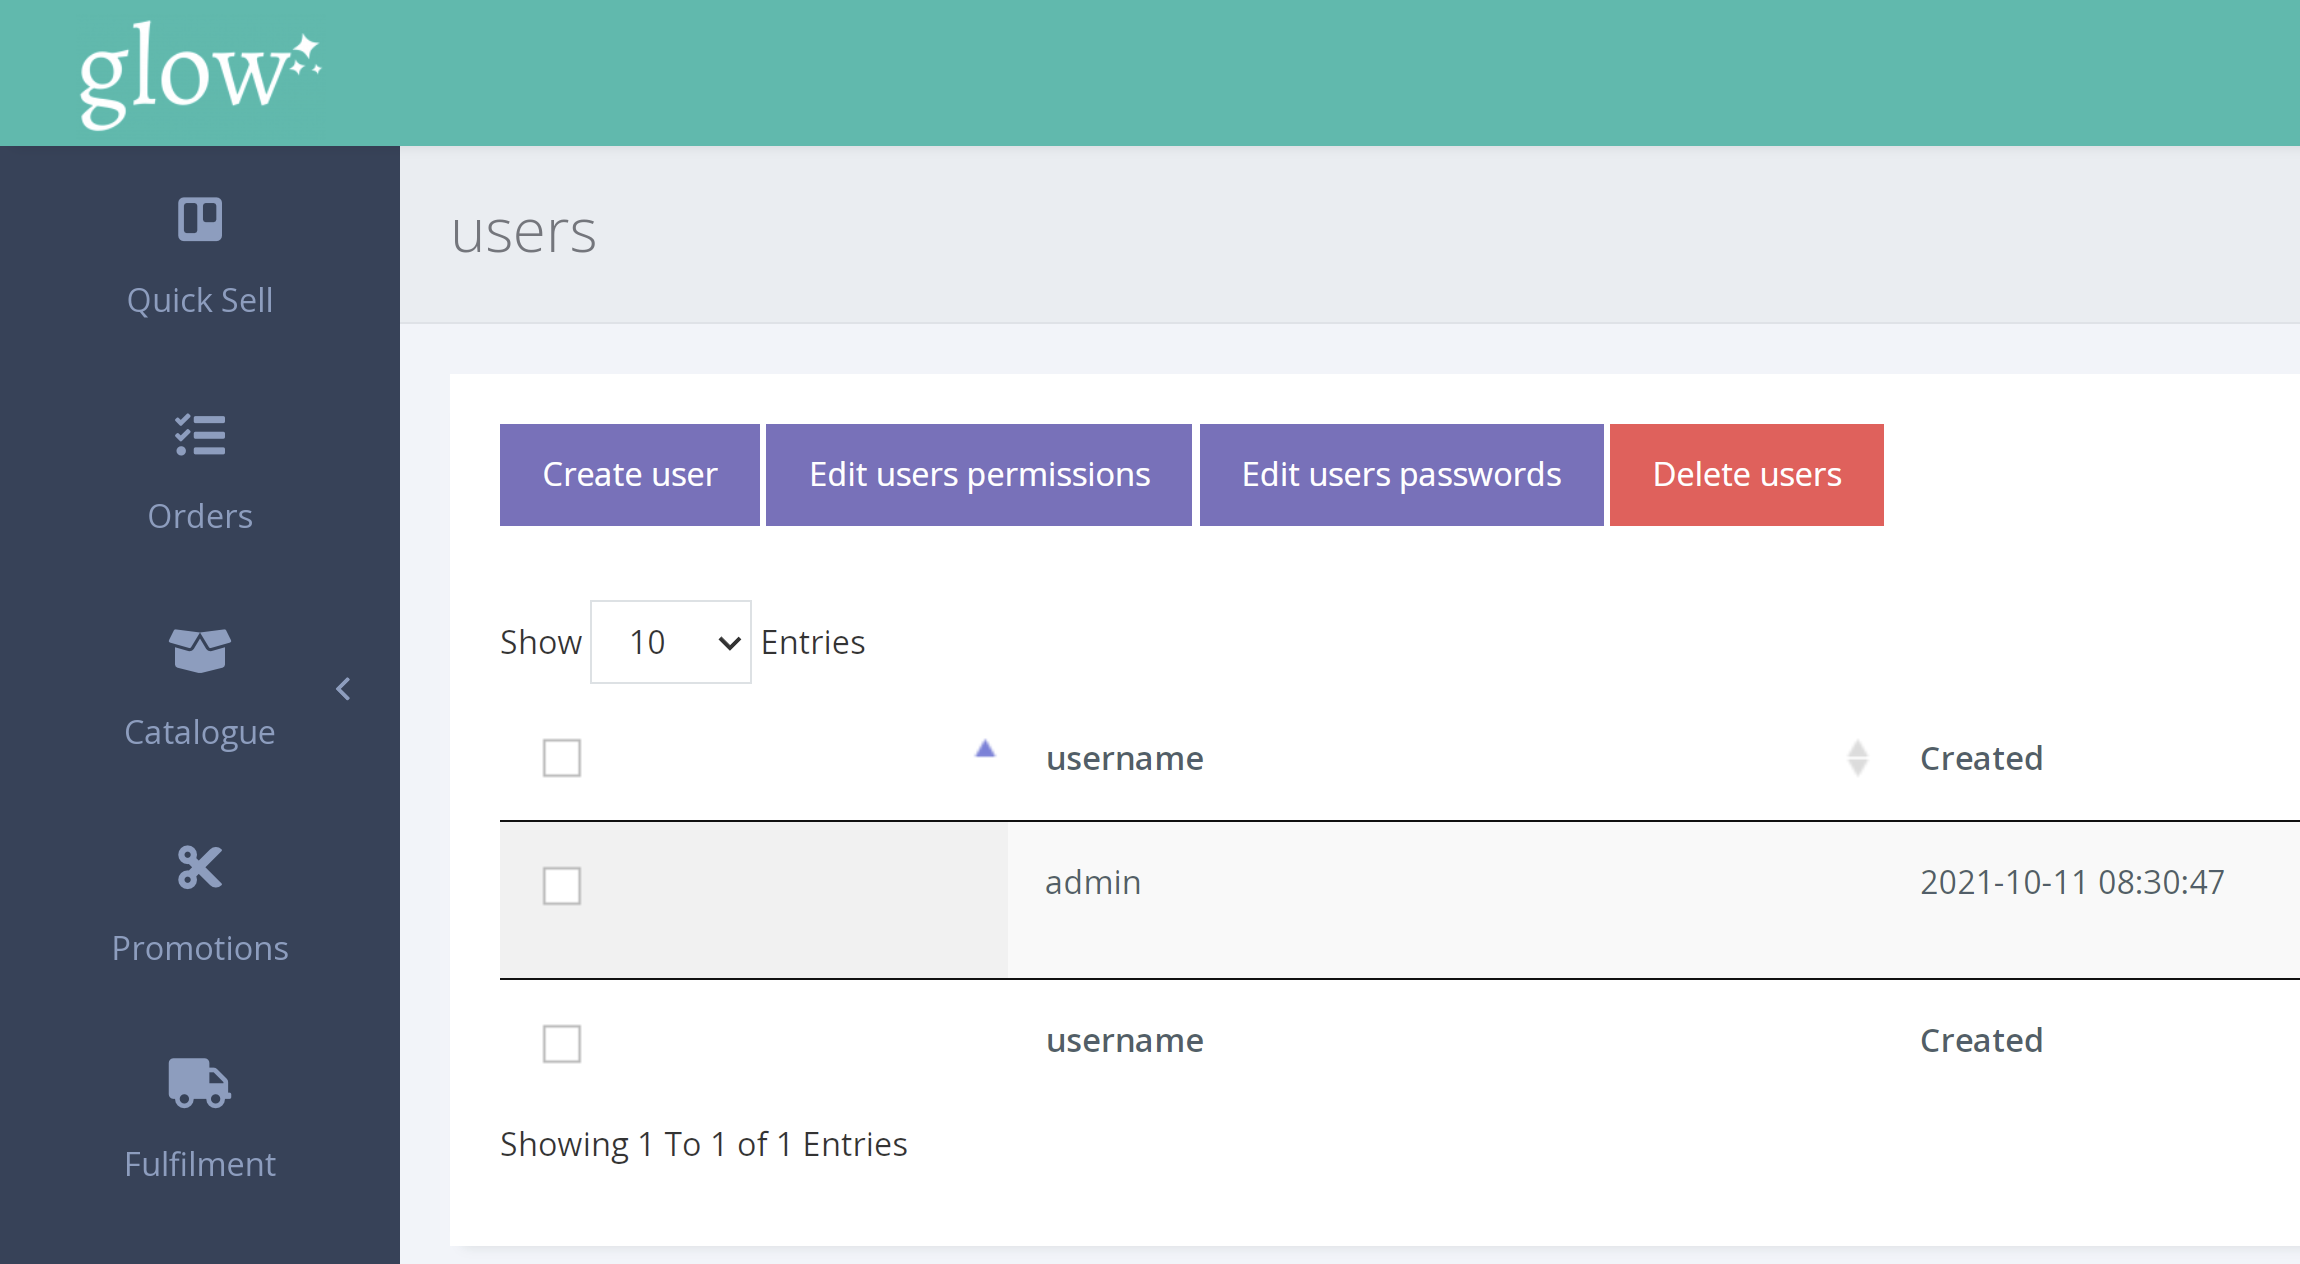 glow
Quick Sell
Orders
Catalogue
Promotions
Fulfilment
users
Create user Edit users permissions Edit users passwords Delete users
Show 10 Entries
username Created
admin 2021-10-11 08:30:47
username Created
Showing 1 To 1 of 1 Entries